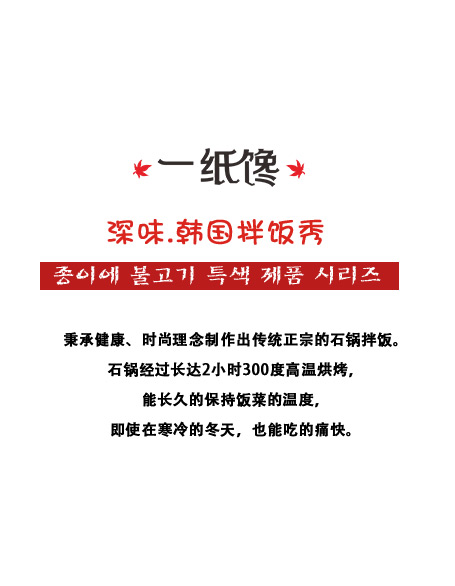 一纸馋
深味.韩国拌饭秀
종이에 불고기 특색 제품 시리즈
秉承健康、时尚理念制作出传统正宗的石锅拌饭。
石锅经过长达2小时300度高温烘烤，
能长久的保持饭菜的温度，
即使在寒冷的冬天，也能吃的痛快。